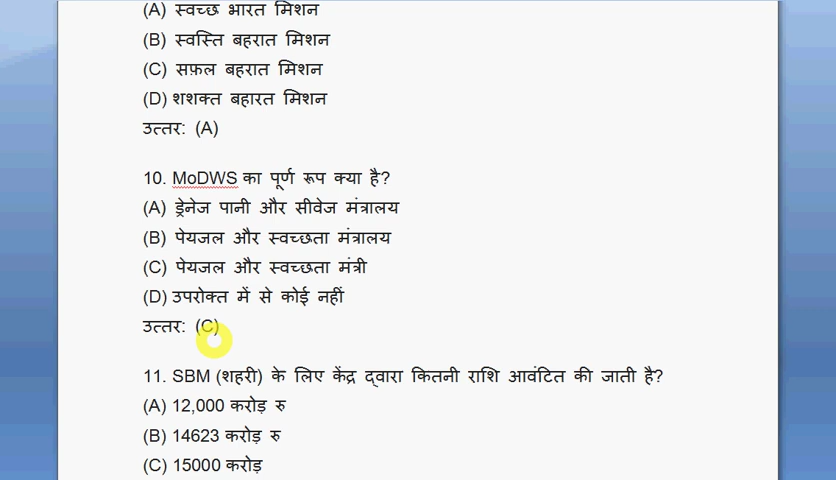 (A) स्वच्छ भारत मिशन
(B) स्वस्ति बहरात मिशन
(C) सफ़ल बहरात मिशन
(D) शशक्त बहारत मिशन
उत्तर: (A)
10. MoDWS का पूर्ण रूप क्या है?
(A) ड्रेनेज पानी और सीवेज मंत्रालय
(B) पेयजल और स्वच्छता मंत्रालय
(C) पेयजल और स्वच्छता मंत्री
(D) उपरोक्त में से कोई नहीं
उत्तर: (C)
11. SBM (शहरी) के लिए केंद्र द्वारा कितनी राशि आवंटित की जाती है?
(A) 12,000 करोड़ रु
(B) 14623 करोड़ रु
(C) 15000 करोड़